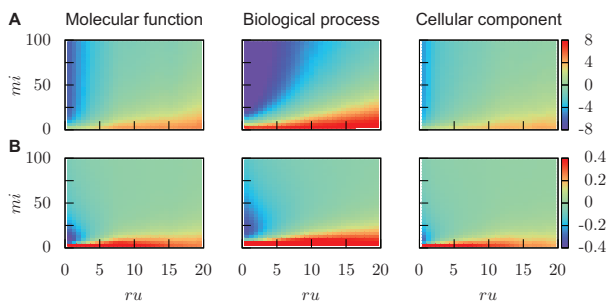 A Molecular function Biological process Cellular component
100 8
mi 50 4
0
-4
0 -8
B
100 0.4
mi 50 0.2
0
-0.2
0 -0.4
0 5 10 15 20 0 5 10 15 20 0 5 10 15 20
ru ru ru